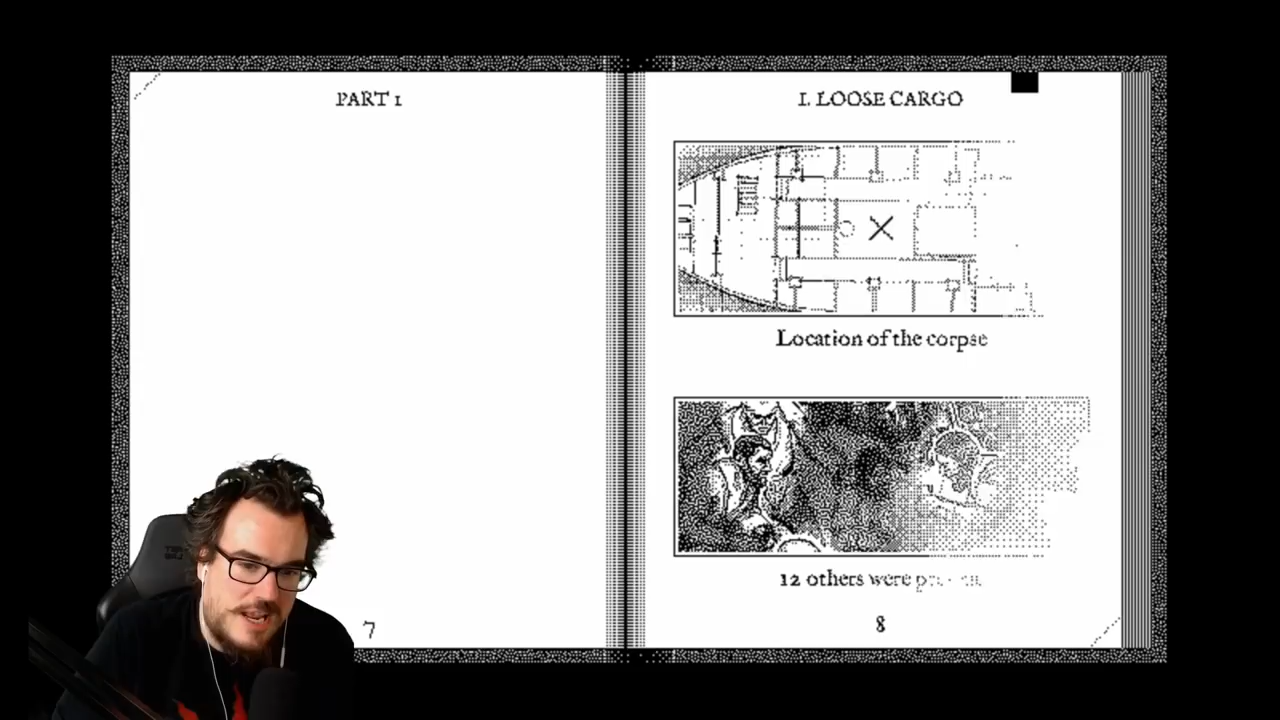 PART 1
7
I. LOOSE CARGO
Location of the corpse
12 others were
8